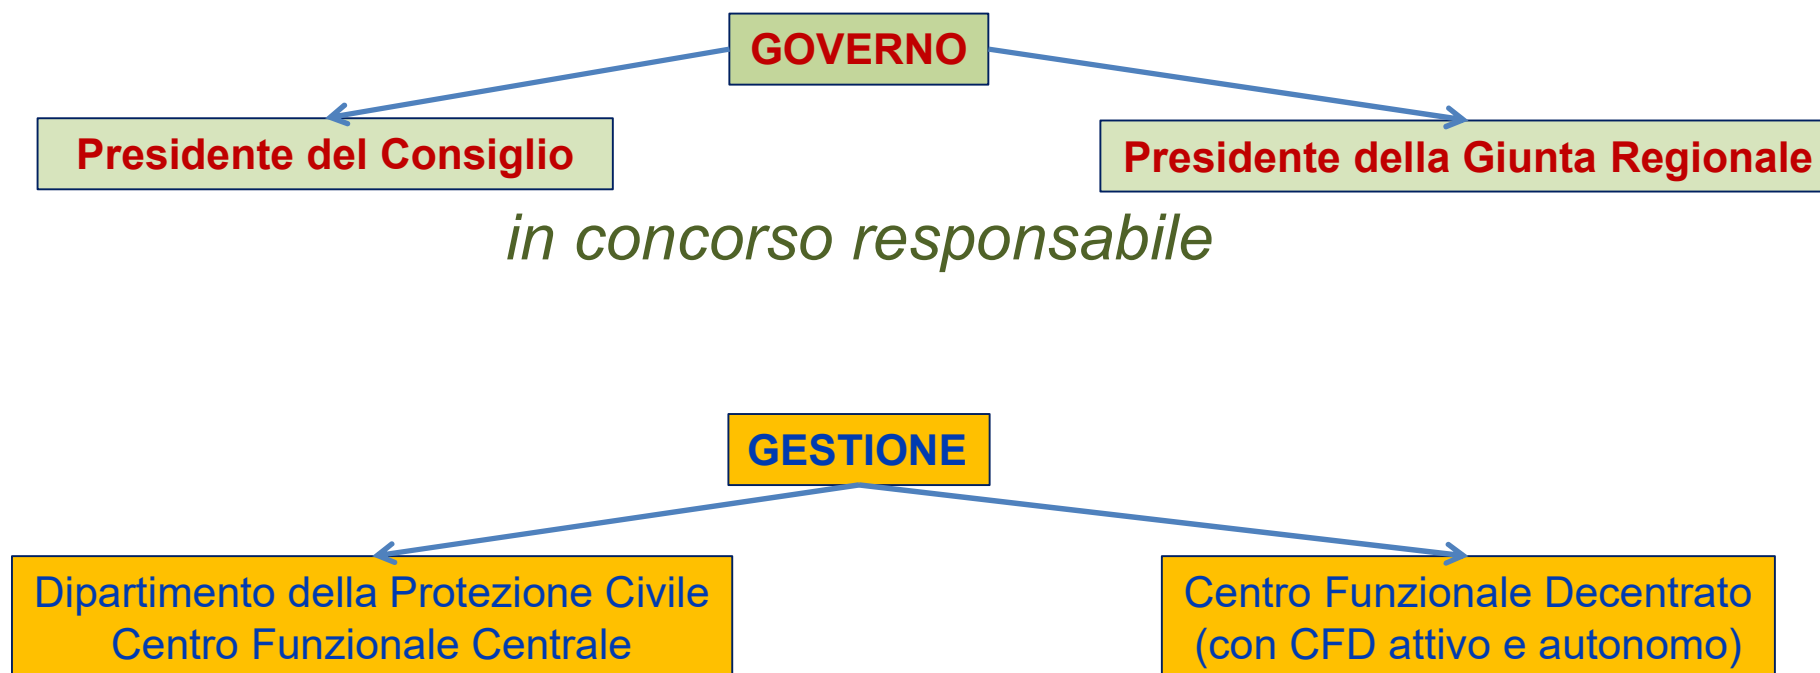 GOVERNO
Presidente del Consiglio
Presidente della Giunta Regionale
in concorso responsabile
GESTIONE
Dipartimento della Protezione Civile
Centro Funzionale Centrale
Centro Funzionale Decentrato
(con CFD attivo e autonomo)